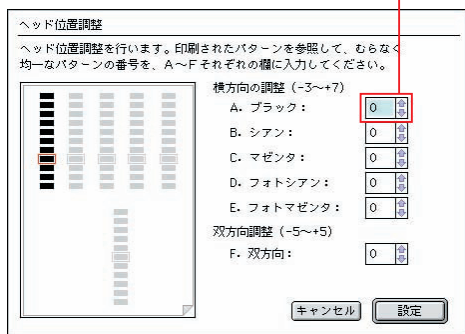 ヘッド位置調整
ヘッド位置調整を行います。印刷されたパターンを参照して、むらなく
均一なパターンの番号を、A～Fそれぞれの欄に入力してください。
横方向の調整（-3～+7）
A. ブラック： 0
B. シアン： 0
C. マゼンタ： 0
D. フォトシアン： 0
E. フォトマゼンタ： 0
双方向調整（-5～+5）
F. 双方向： 0
キャンセル 設定